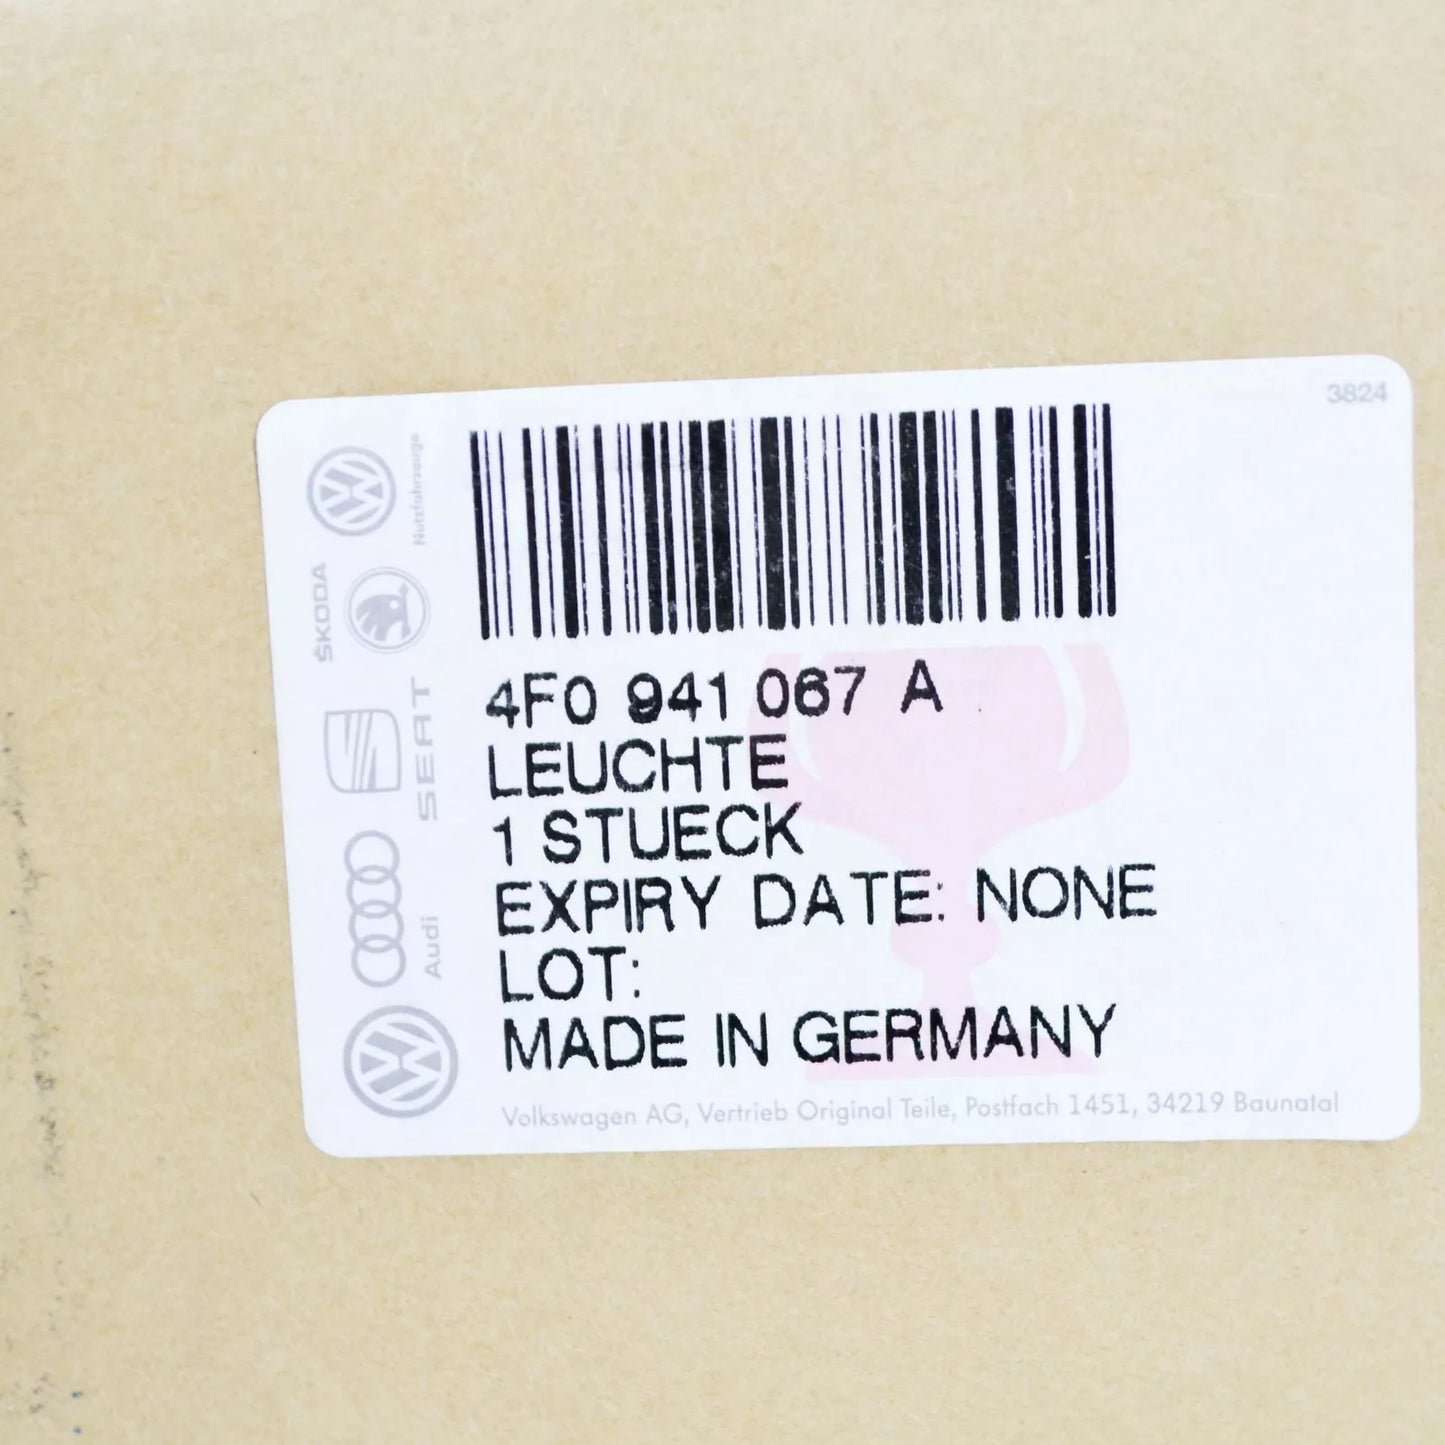 3824
4F0 941 067 A
LEUCHTE
1 STUECK
EXPIRY DATE: NONE
LOT:
MADE IN GERMANY
Volkswagen AG, Vertrieb Original Teile, Postfach 1451, 34219 Baunatal
Nutzfahrzeuge
ŠKODA
SEAT
Audi